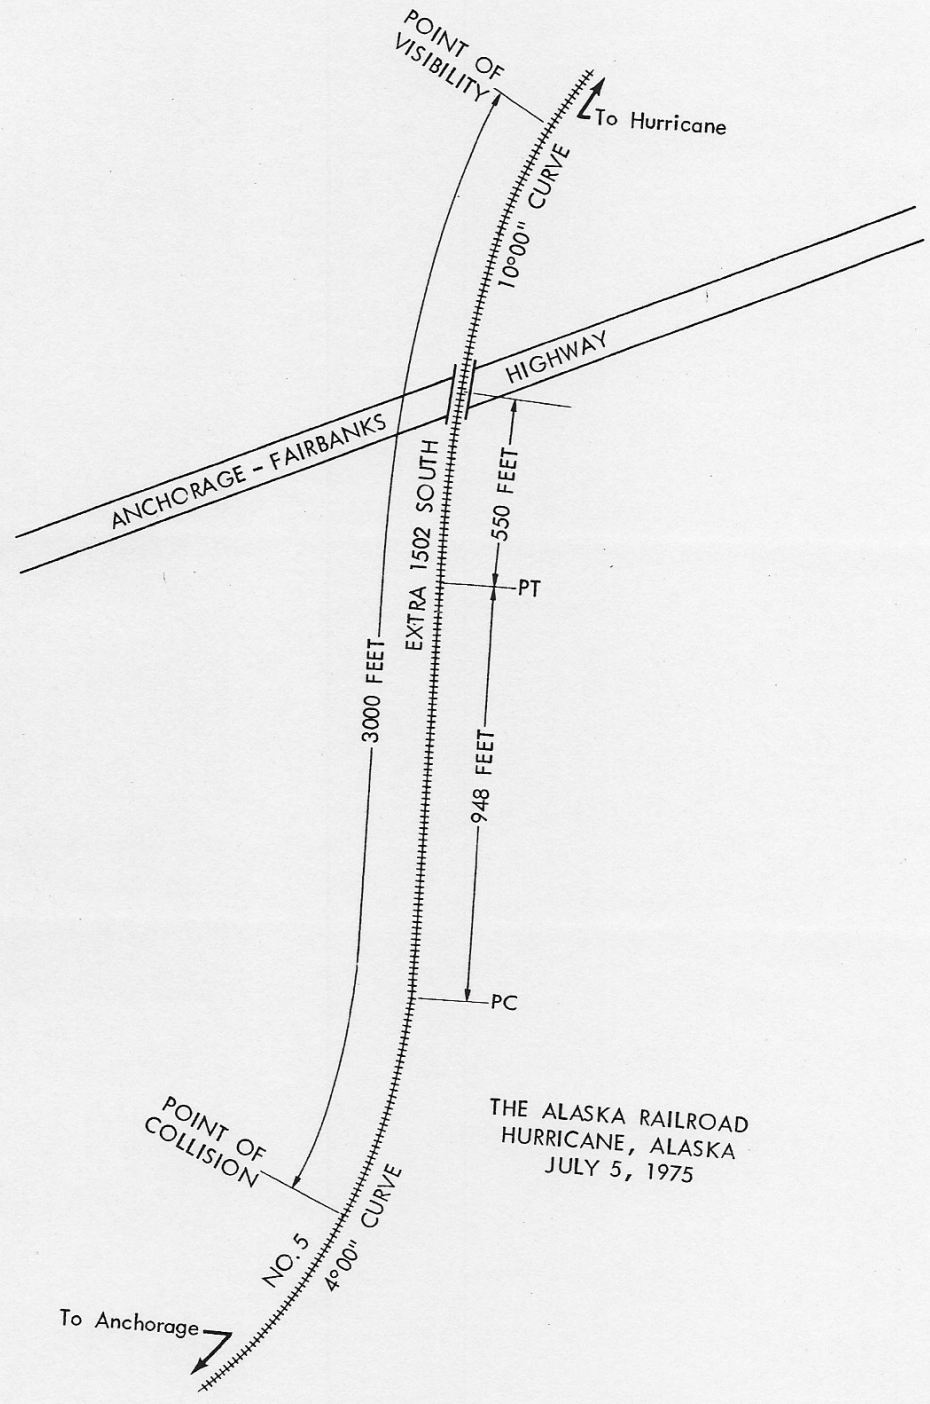 POINT OF
VISIBILITY
To Hurricane
10°00" CURVE
HIGHWAY
ANCHORAGE - FAIRBANKS
EXTRA 1502 SOUTH
550 FEET
PT
3000 FEET
948 FEET
PC
POINT OF
COLLISION
THE ALASKA RAILROAD
HURRICANE, ALASKA
JULY 5, 1975
NO. 5
4°00" CURVE
To Anchorage